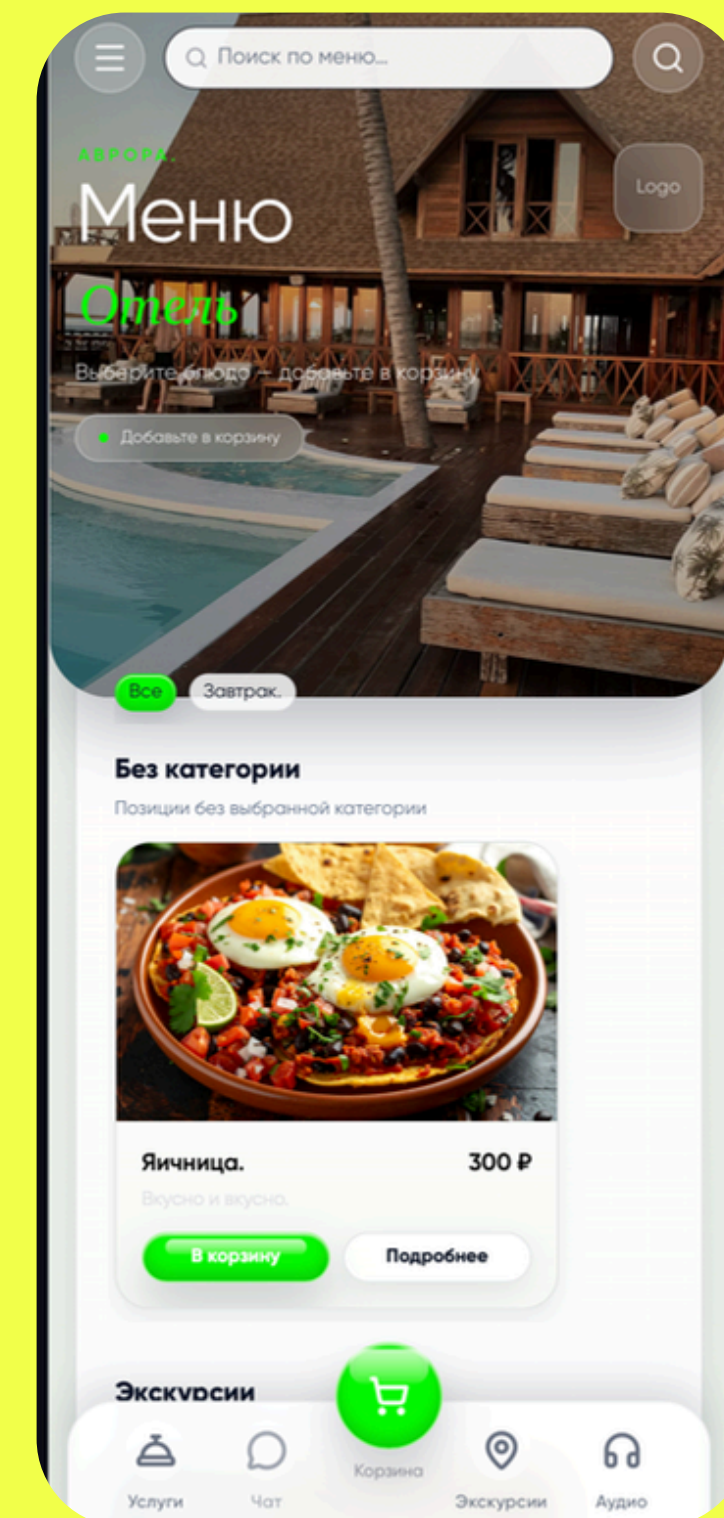 Поиск по меню...
АВРОРА.
Logo
Меню
Отель
Выберите блюдо — добавьте в корзину
Добавьте в корзину
Все Завтрак.
Без категории
Позиции без выбранной категории
Яичница. 300 ₽
Вкусно и вкусно.
В корзину Подробнее
Экскурсии
Корзина
Услуги Чат Экскурсии Аудио